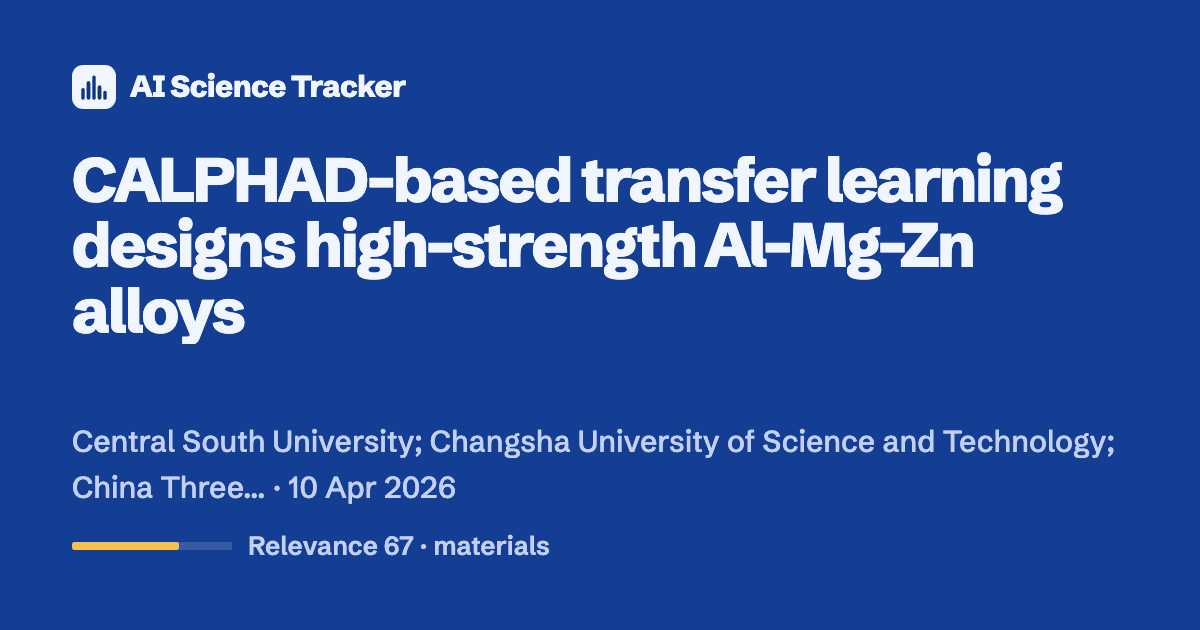 AI Science Tracker
CALPHAD-based transfer learning
designs high-strength Al-Mg-Zn
alloys
Central South University; Changsha University of Science and Technology;
China Three... · 10 Apr 2026
Relevance 67 · materials